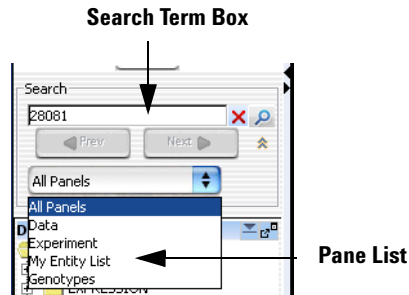 Search Term Box
Search
28081
Prev Next
All Panels
All Panels
Data
Experiment
My Entity List
Pane List
Genotypes
EXPRESSION